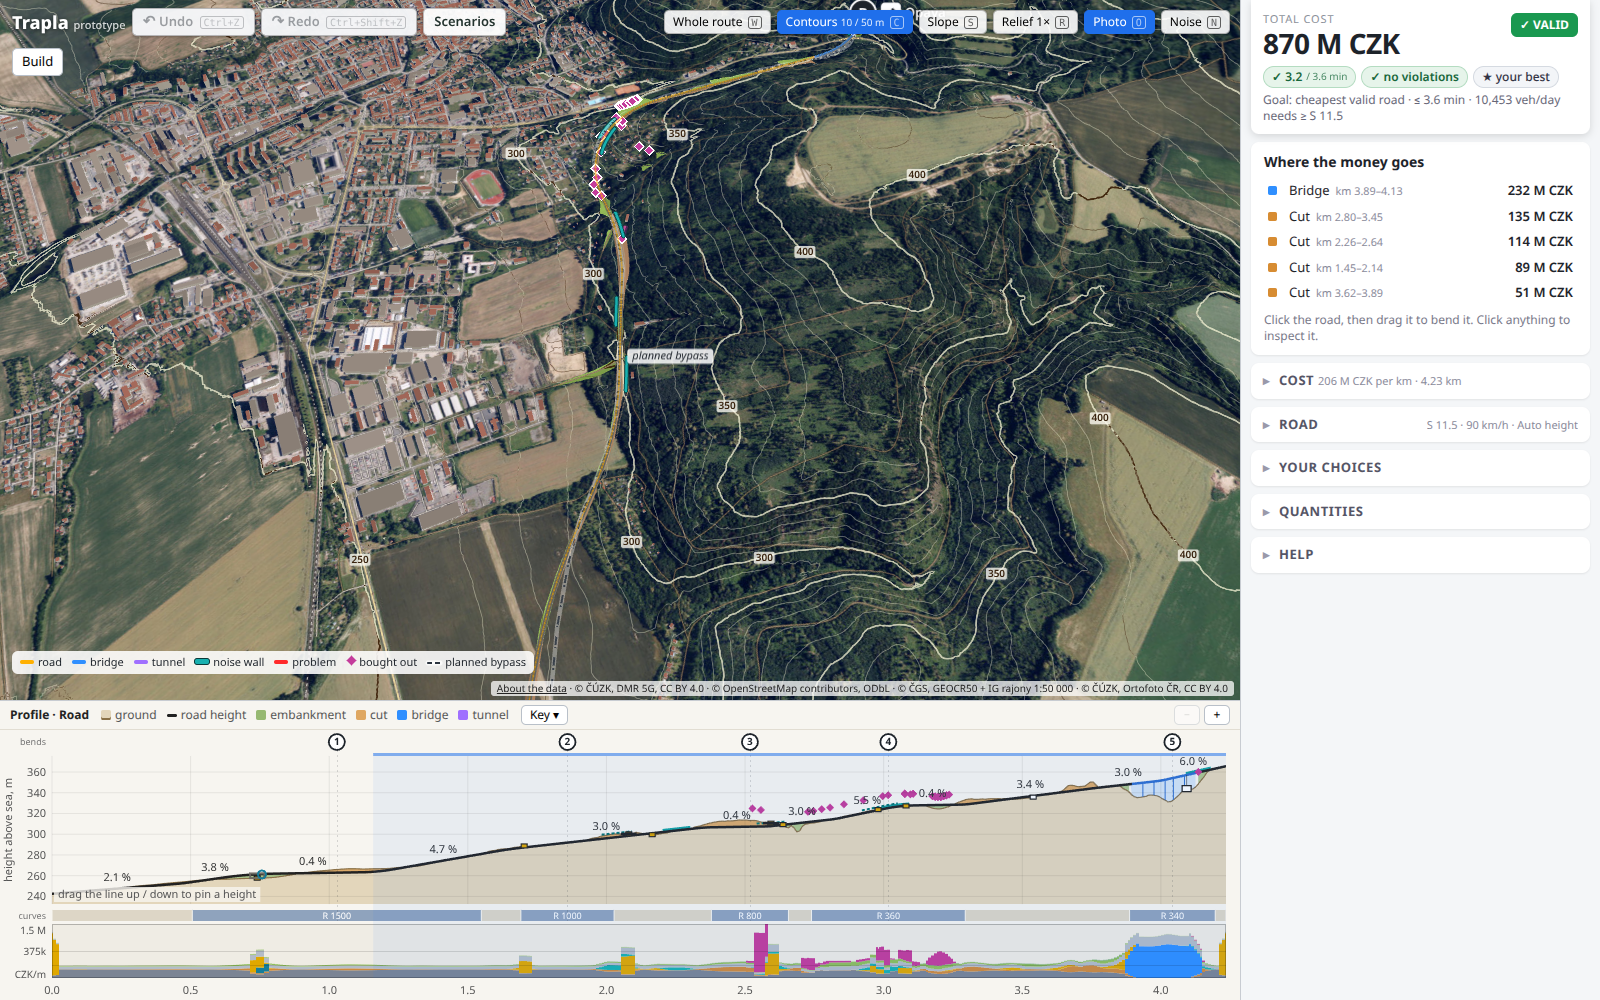 Trapla prototype
↶ Undo Ctrl+Z
↷ Redo Ctrl+Shift+Z
Scenarios
Whole route W
Contours 10 / 50 m C
Slope S
Relief 1× R
Photo O
Noise N
Build
350
300
400
400
300
planned bypass
350
400
300
300
250
350
400
road
bridge
tunnel
noise wall
problem
bought out
planned bypass
About the data · © ČÚZK, DMR 5G, CC BY 4.0 · © OpenStreetMap contributors, ODbL · © ČGS, GEOCR50 + IG rajony 1:50 000 · © ČÚZK, Ortofoto ČR, CC BY 4.0
TOTAL COST
870 M CZK
✓ VALID
✓ 3.2 / 3.6 min
✓ no violations
★ your best
Goal: cheapest valid road · ≤ 3.6 min · 10,453 veh/day
needs ≥ S 11.5
Where the money goes
Bridge km 3.89–4.13 232 M CZK
Cut km 2.80–3.45 135 M CZK
Cut km 2.26–2.64 114 M CZK
Cut km 1.45–2.14 89 M CZK
Cut km 3.62–3.89 51 M CZK
Click the road, then drag it to bend it. Click anything to
inspect it.
▶ COST 206 M CZK per km · 4.23 km
▶ ROAD S 11.5 · 90 km/h · Auto height
▶ YOUR CHOICES
▶ QUANTITIES
▶ HELP
Profile · Road
ground
road height
embankment
cut
bridge
tunnel
Key ▾
−
+
bends
1
2
3
4
5
height above sea, m
360
340
320
300
280
260
240
2.1 %
3.8 %
0.4 %
4.7 %
3.0 %
0.4 %
3.0 %
5.5 %
0.4 %
3.4 %
3.0 %
6.0 %
drag the line up / down to pin a height
curves
R 1500
R 1000
R 800
R 360
R 340
1.5 M
375k
CZK/m
0.0
0.5
1.0
1.5
2.0
2.5
3.0
3.5
4.0